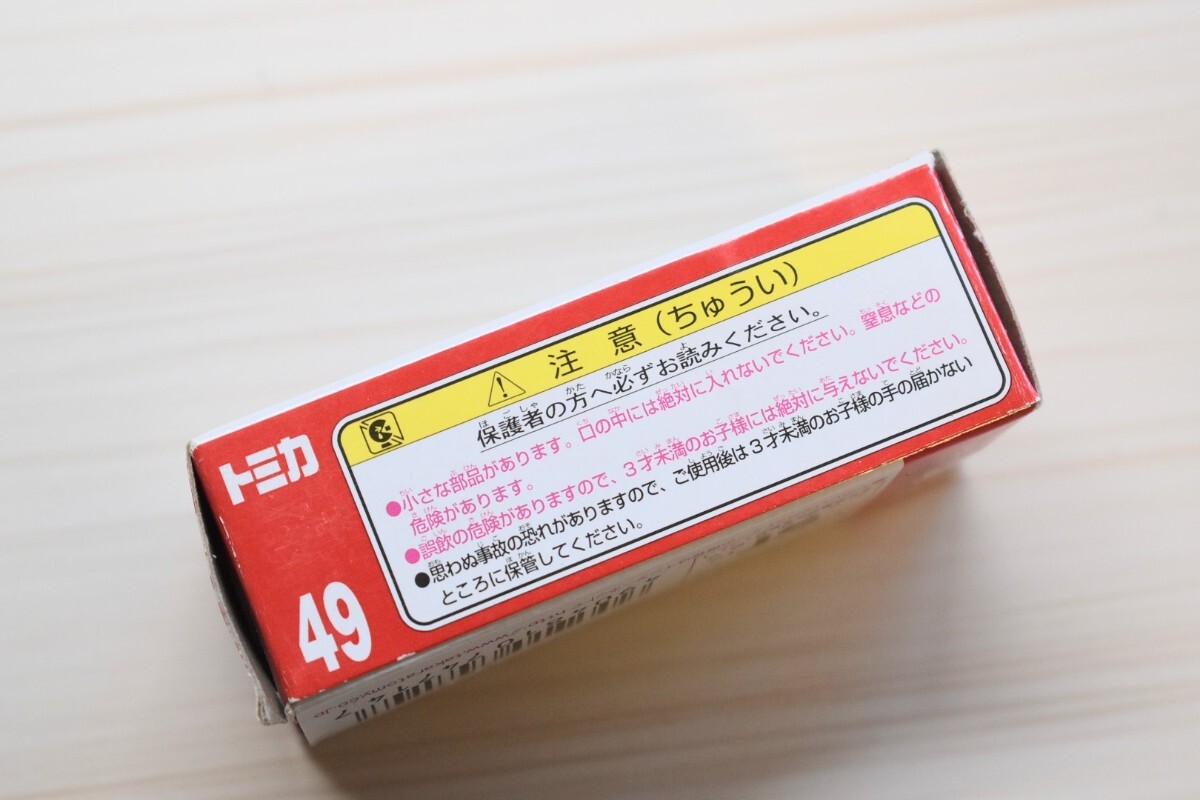 トミカ
49
注意（ちゅうい）
保護者の方へ必ずお読みください。
●小さな部品があります。口の中には絶対に入れないでください。窒息などの
危険があります。
●誤飲の危険がありますので、3才未満のお子様には絶対に与えないでください。
●思わぬ事故の恐れがありますので、ご使用後は3才未満のお子様の手の届かない
ところに保管してください。
www.takaratomy.co.jp